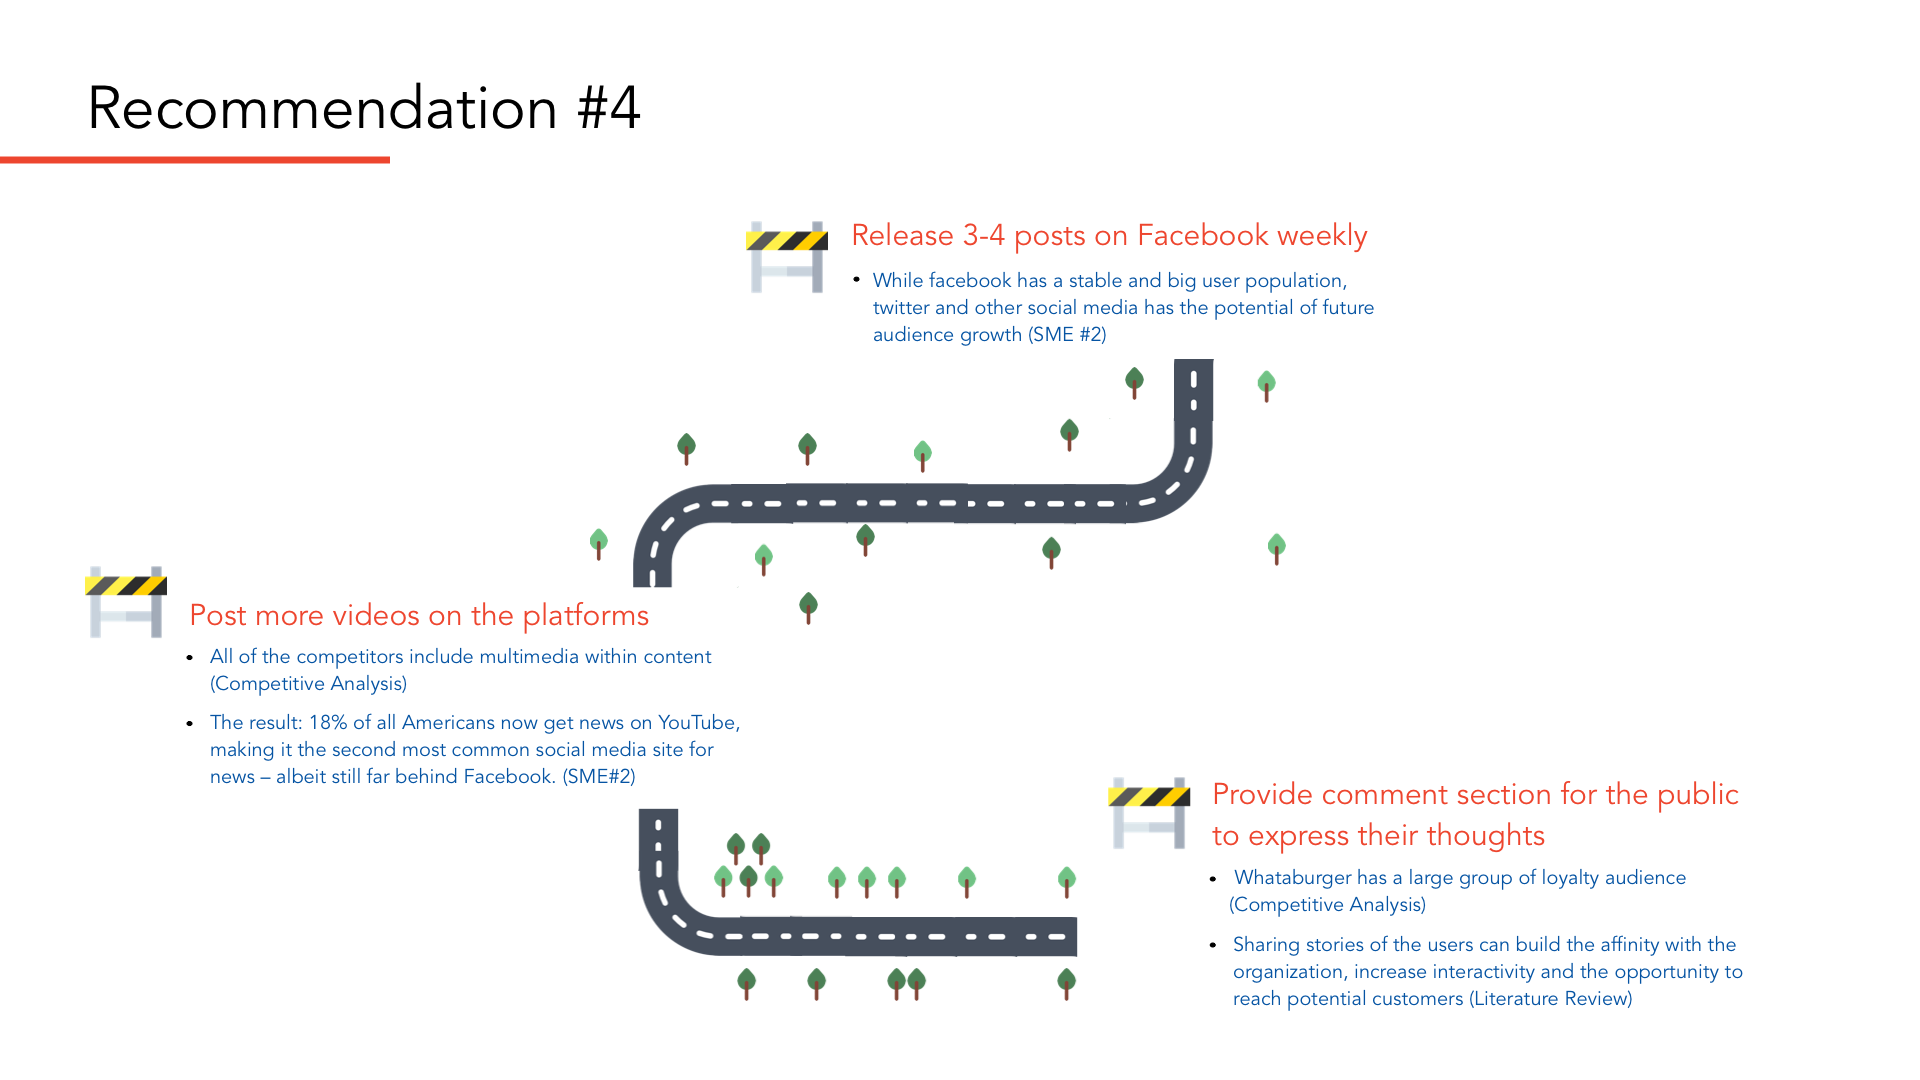 Recommendation #4
Release 3-4 posts on Facebook weekly
• While facebook has a stable and big user population,
twitter and other social media has the potential of future
audience growth (SME #2)
Post more videos on the platforms
• All of the competitors include multimedia within content
(Competitive Analysis)
• The result: 18% of all Americans now get news on YouTube,
making it the second most common social media site for
news – albeit still far behind Facebook. (SME#2)
Provide comment section for the public
to express their thoughts
• Whataburger has a large group of loyalty audience
(Competitive Analysis)
• Sharing stories of the users can build the affinity with the
organization, increase interactivity and the opportunity to
reach potential customers (Literature Review)